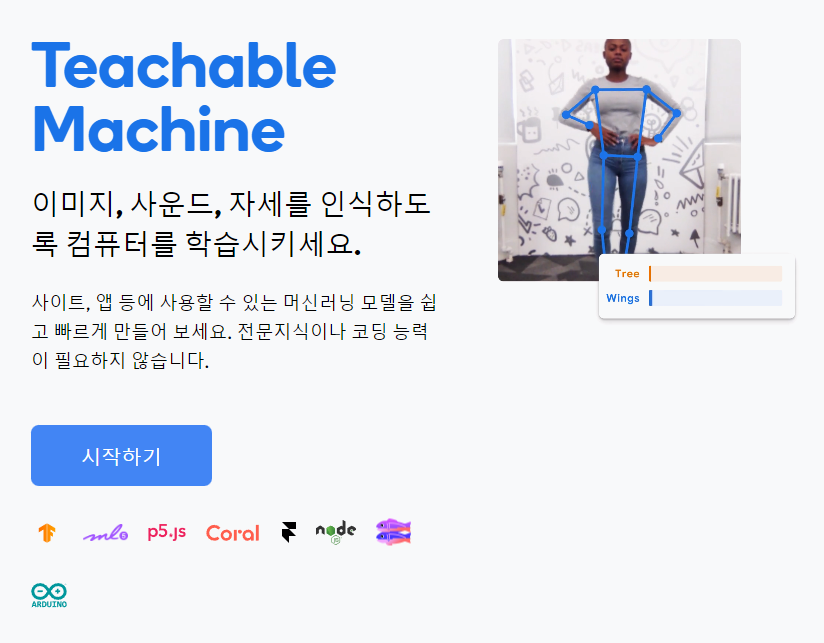 Teachable
Machine
이미지, 사운드, 자세를 인식하도
록 컴퓨터를 학습시키세요.
사이트, 앱 등에 사용할 수 있는 머신러닝 모델을 쉽
고 빠르게 만들어 보세요. 전문지식이나 코딩 능력
이 필요하지 않습니다.
시작하기
Tree
Wings
ml5 p5.js Coral node
ARDUINO